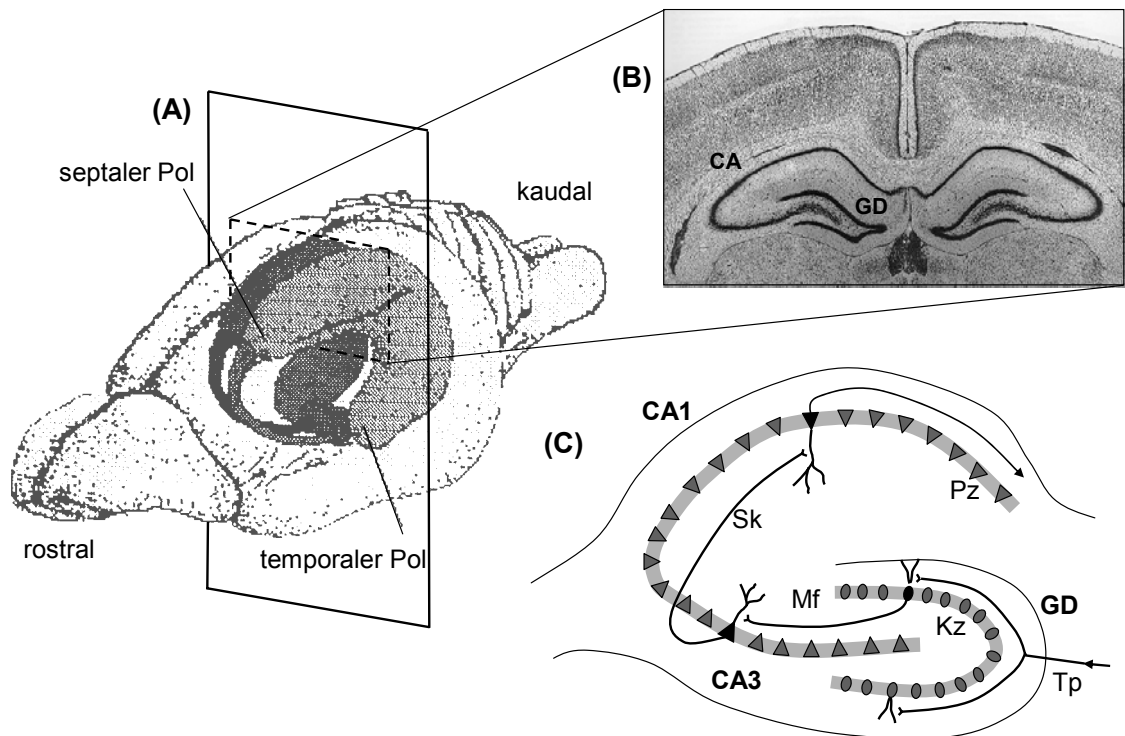 (A)
septaler Pol
kaudal
rostral
temporaler Pol
(B)
CA
GD
(C)
CA1
Pz
Sk
Mf
GD
Kz
CA3
Tp